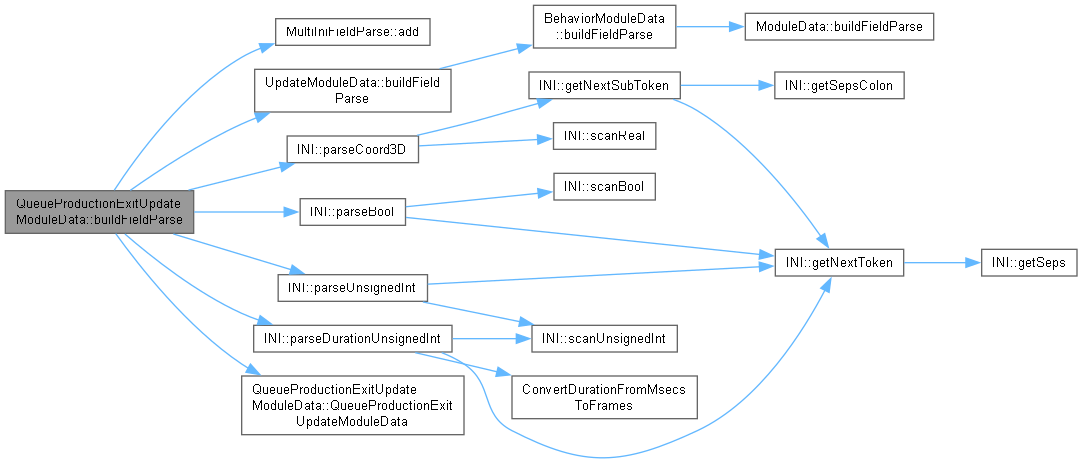 QueueProductionExitUpdate
ModuleData::buildFieldParse
MultiIniFieldParse::add
UpdateModuleData::buildField
Parse
BehaviorModuleData
::buildFieldParse
ModuleData::buildFieldParse
INI::parseCoord3D
INI::getNextSubToken
INI::getSepsColon
INI::scanReal
INI::parseBool
INI::scanBool
INI::getNextToken
INI::getSeps
INI::parseUnsignedInt
INI::scanUnsignedInt
INI::parseDurationUnsignedInt
ConvertDurationFromMsecs
ToFrames
QueueProductionExitUpdate
ModuleData::QueueProductionExit
UpdateModuleData